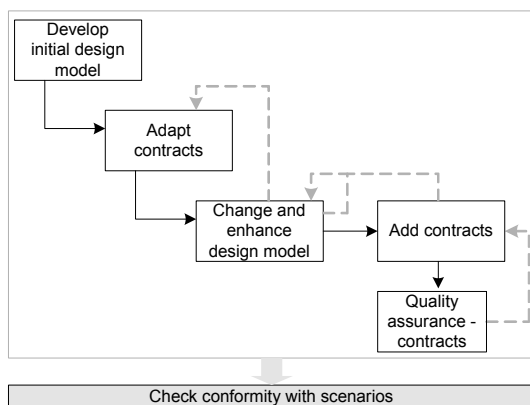 Develop
initial design
model
Adapt
contracts
Change and
enhance
design model
Add contracts
Quality
assurance -
contracts
Check conformity with scenarios